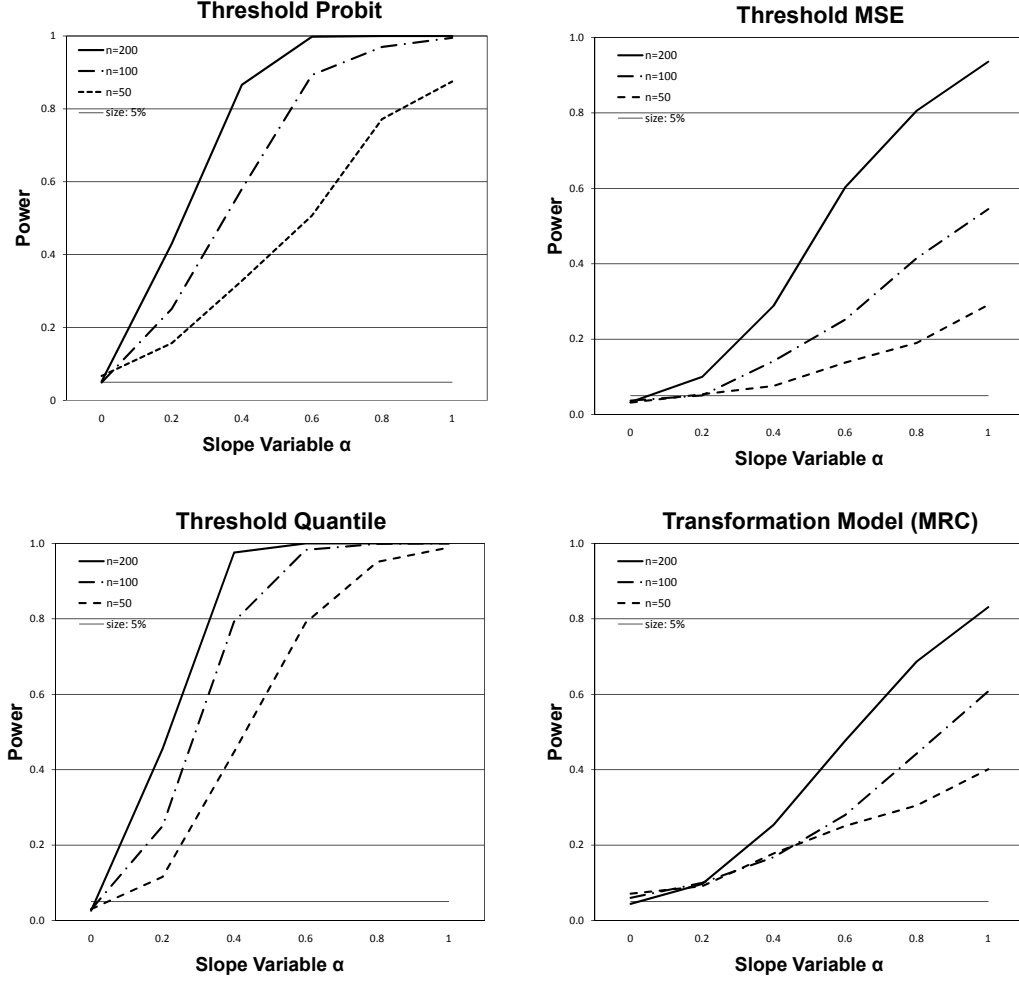 Threshold Probit
1
0.8
0.6
0.4
0.2
0
Power
n=200
n=100
n=50
size: 5%
0 0.2 0.4 0.6 0.8 1
Slope Variable α
Threshold MSE
1.0
0.8
0.6
0.4
0.2
0.0
Power
n=200
n=100
n=50
size: 5%
0 0.2 0.4 0.6 0.8 1
Slope Variable α
Threshold Quantile
1.0
0.8
0.6
0.4
0.2
0.0
Power
n=200
n=100
n=50
size: 5%
0 0.2 0.4 0.6 0.8 1
Slope Variable α
Transformation Model (MRC)
1.0
0.8
0.6
0.4
0.2
0.0
Power
n=200
n=100
n=50
size: 5%
0 0.2 0.4 0.6 0.8 1
Slope Variable α